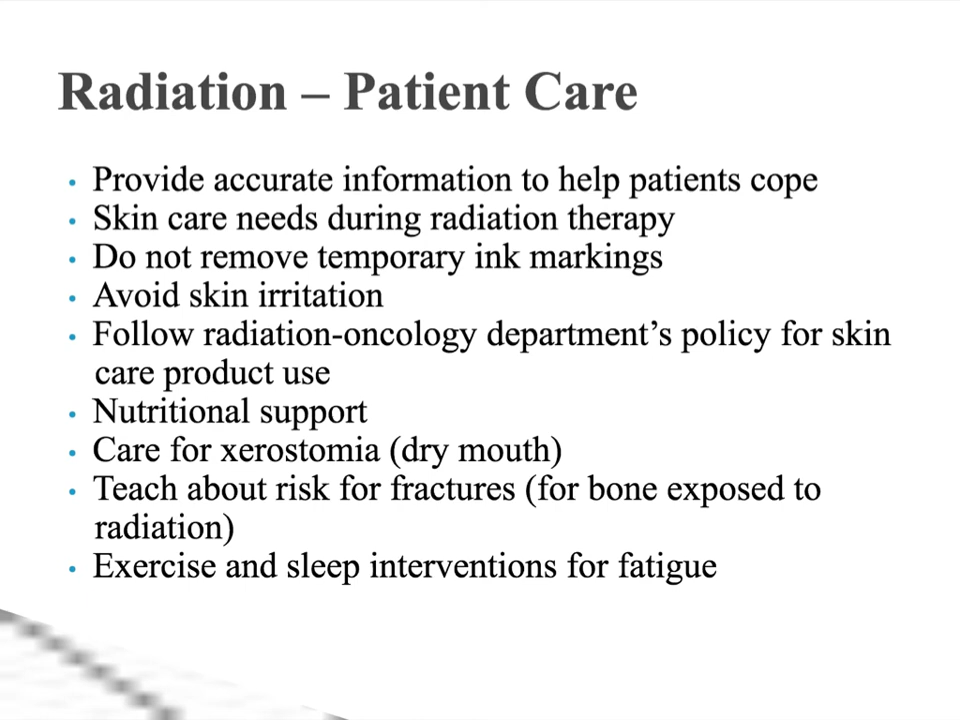 Radiation – Patient Care
• Provide accurate information to help patients cope
• Skin care needs during radiation therapy
• Do not remove temporary ink markings
• Avoid skin irritation
• Follow radiation-oncology department’s policy for skin
care product use
• Nutritional support
• Care for xerostomia (dry mouth)
• Teach about risk for fractures (for bone exposed to
radiation)
• Exercise and sleep interventions for fatigue